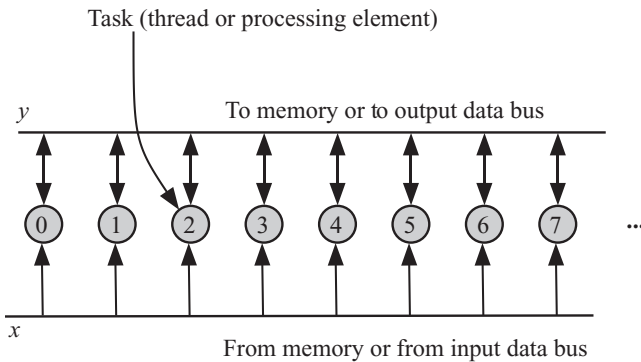 Task (thread or processing element)
y
To memory or to output data bus
0 1 2 3 4 5 6 7 ...
x
From memory or from input data bus